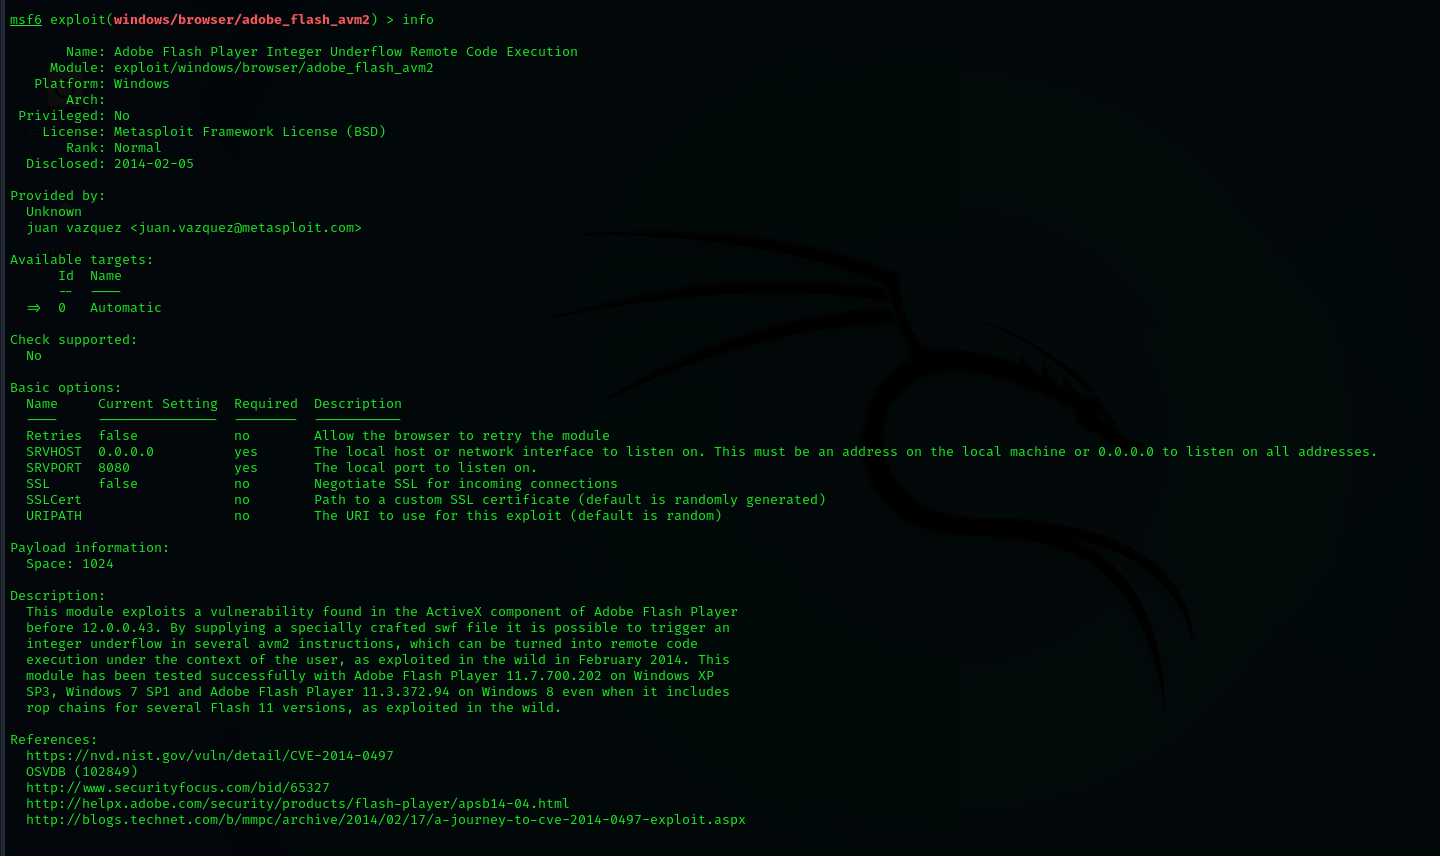 msf6 exploit(windows/browser/adobe_flash_avm2) > info
Name: Adobe Flash Player Integer Underflow Remote Code Execution
Module: exploit/windows/browser/adobe_flash_avm2
Platform: Windows
Arch:
Privileged: No
License: Metasploit Framework License (BSD)
Rank: Normal
Disclosed: 2014-02-05
Provided by:
Unknown
juan vazquez <juan.vazquez@metasploit.com>
Available targets:
Id  Name
--  ----
=>  0   Automatic
Check supported:
No
Basic options:
Name     Current Setting  Required  Description
----     ---------------  --------  -----------
Retries  false            no        Allow the browser to retry the module
SRVHOST  0.0.0.0          yes       The local host or network interface to listen on. This must be an address on the local machine or 0.0.0.0 to listen on all addresses.
SRVPORT  8080             yes       The local port to listen on.
SSL      false            no        Negotiate SSL for incoming connections
SSLCert                   no        Path to a custom SSL certificate (default is randomly generated)
URIPATH                   no        The URI to use for this exploit (default is random)
Payload information:
Space: 1024
Description:
This module exploits a vulnerability found in the ActiveX component of Adobe Flash Player
before 12.0.0.43. By supplying a specially crafted swf file it is possible to trigger an
integer underflow in several avm2 instructions, which can be turned into remote code
execution under the context of the user, as exploited in the wild in February 2014. This
module has been tested successfully with Adobe Flash Player 11.7.700.202 on Windows XP
SP3, Windows 7 SP1 and Adobe Flash Player 11.3.372.94 on Windows 8 even when it includes
rop chains for several Flash 11 versions, as exploited in the wild.
References:
https://nvd.nist.gov/vuln/detail/CVE-2014-0497
OSVDB (102849)
http://www.securityfocus.com/bid/65327
http://helpx.adobe.com/security/products/flash-player/apsb14-04.html
http://blogs.technet.com/b/mmpc/archive/2014/02/17/a-journey-to-cve-2014-0497-exploit.aspx